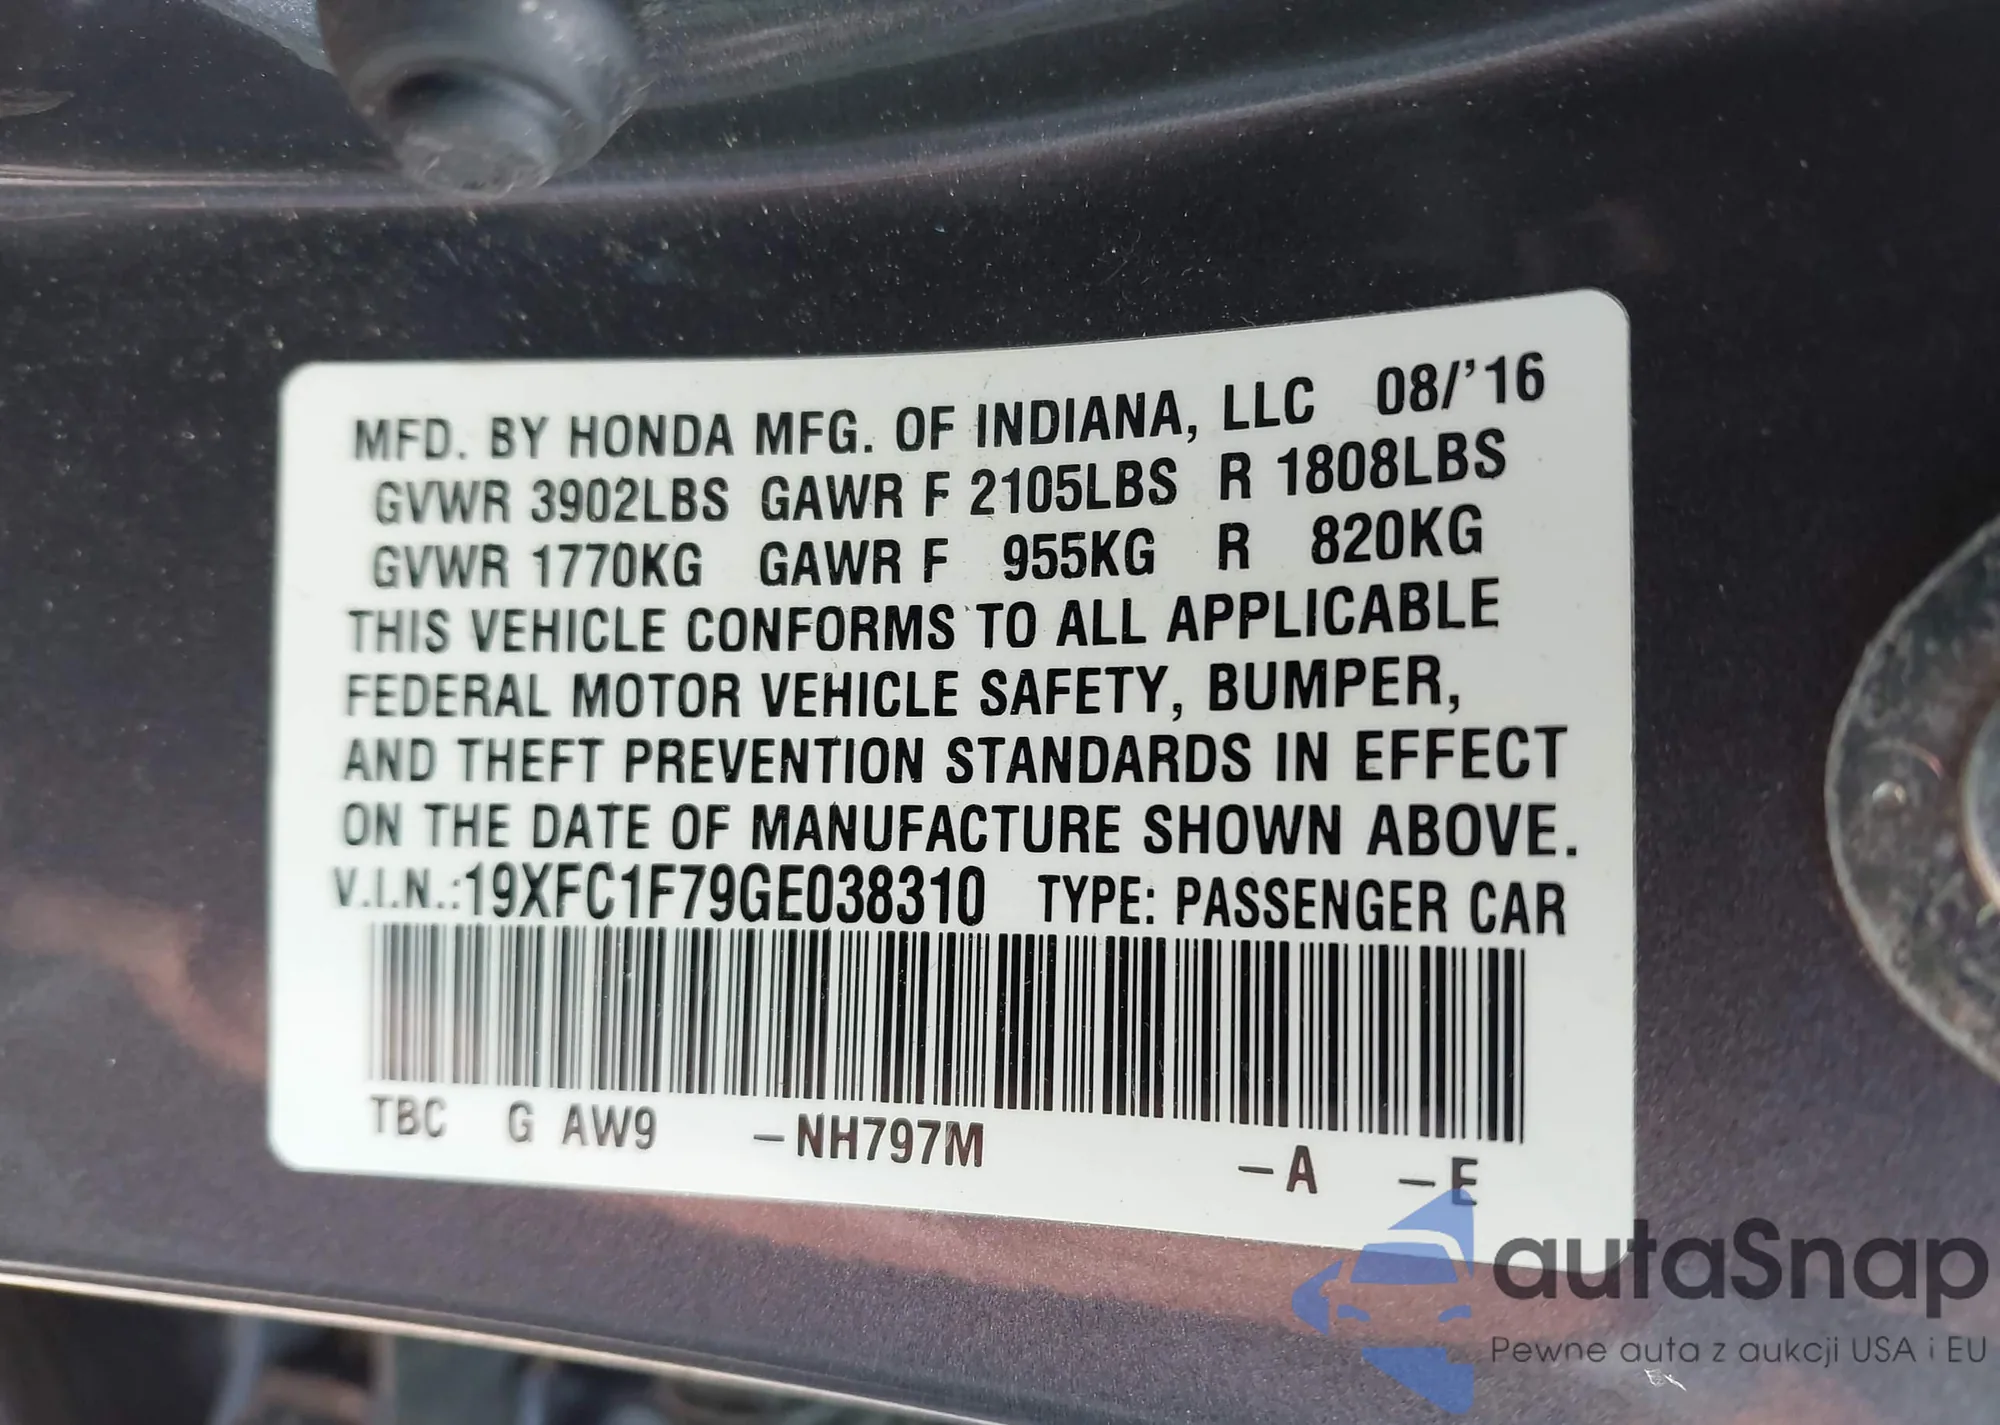 MFD. BY HONDA MFG. OF INDIANA, LLC 08/'16
GVWR 3902LBS GAWR F 2105LBS R 1808LBS
GVWR 1770KG GAWR F 955KG R 820KG
THIS VEHICLE CONFORMS TO ALL APPLICABLE
FEDERAL MOTOR VEHICLE SAFETY, BUMPER,
AND THEFT PREVENTION STANDARDS IN EFFECT
ON THE DATE OF MANUFACTURE SHOWN ABOVE.
V.I.N.:19XFC1F79GE038310 TYPE: PASSENGER CAR
TBC G AW9 –NH797M –A –E
autaSnap
Pewne auta z aukcji USA i EU